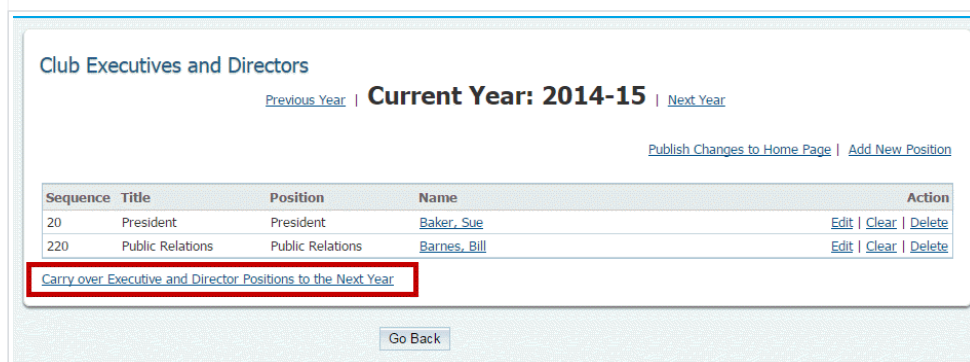 Club Executives and Directors
Previous Year | Current Year: 2014-15 | Next Year
Publish Changes to Home Page | Add New Position
Sequence Title Position Name Action
20 President President Baker, Sue Edit | Clear | Delete
220 Public Relations Public Relations Barnes, Bill Edit | Clear | Delete
Carry over Executive and Director Positions to the Next Year
Go Back